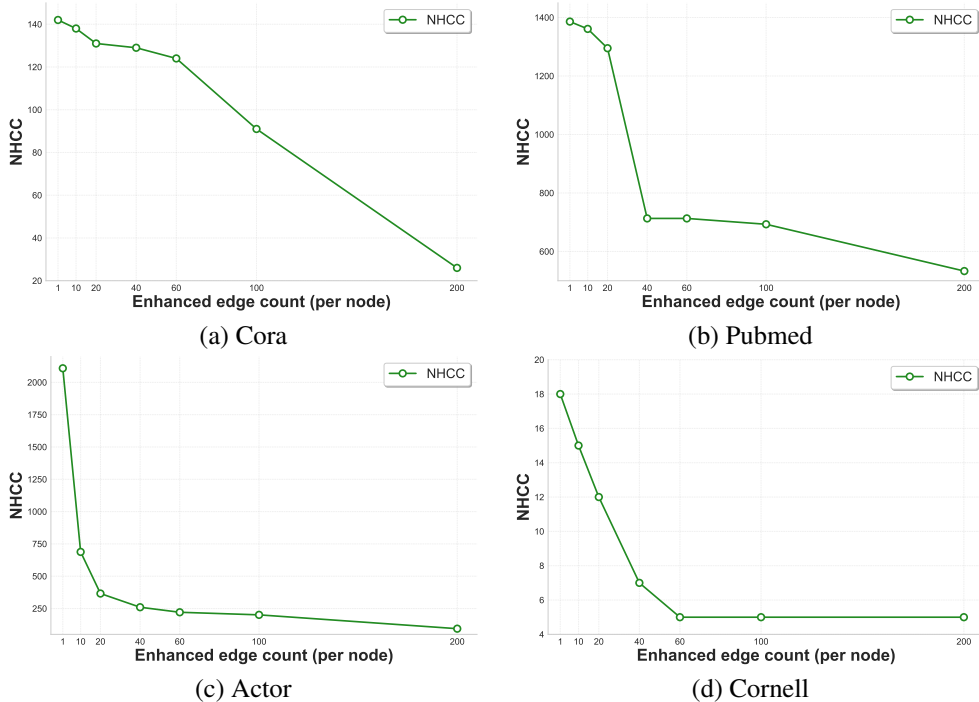 NHCC
140
120
100
80
60
40
20
NHCC
1 10 20 40 60 100 200
Enhanced edge count (per node)
(a) Cora
NHCC
1400
1200
1000
800
600
NHCC
1 10 20 40 60 100 200
Enhanced edge count (per node)
(b) Pubmed
NHCC
2000
1750
1500
1250
1000
750
500
250
NHCC
1 10 20 40 60 100 200
Enhanced edge count (per node)
(c) Actor
NHCC
20
18
16
14
12
10
8
6
4
NHCC
1 10 20 40 60 100 200
Enhanced edge count (per node)
(d) Cornell